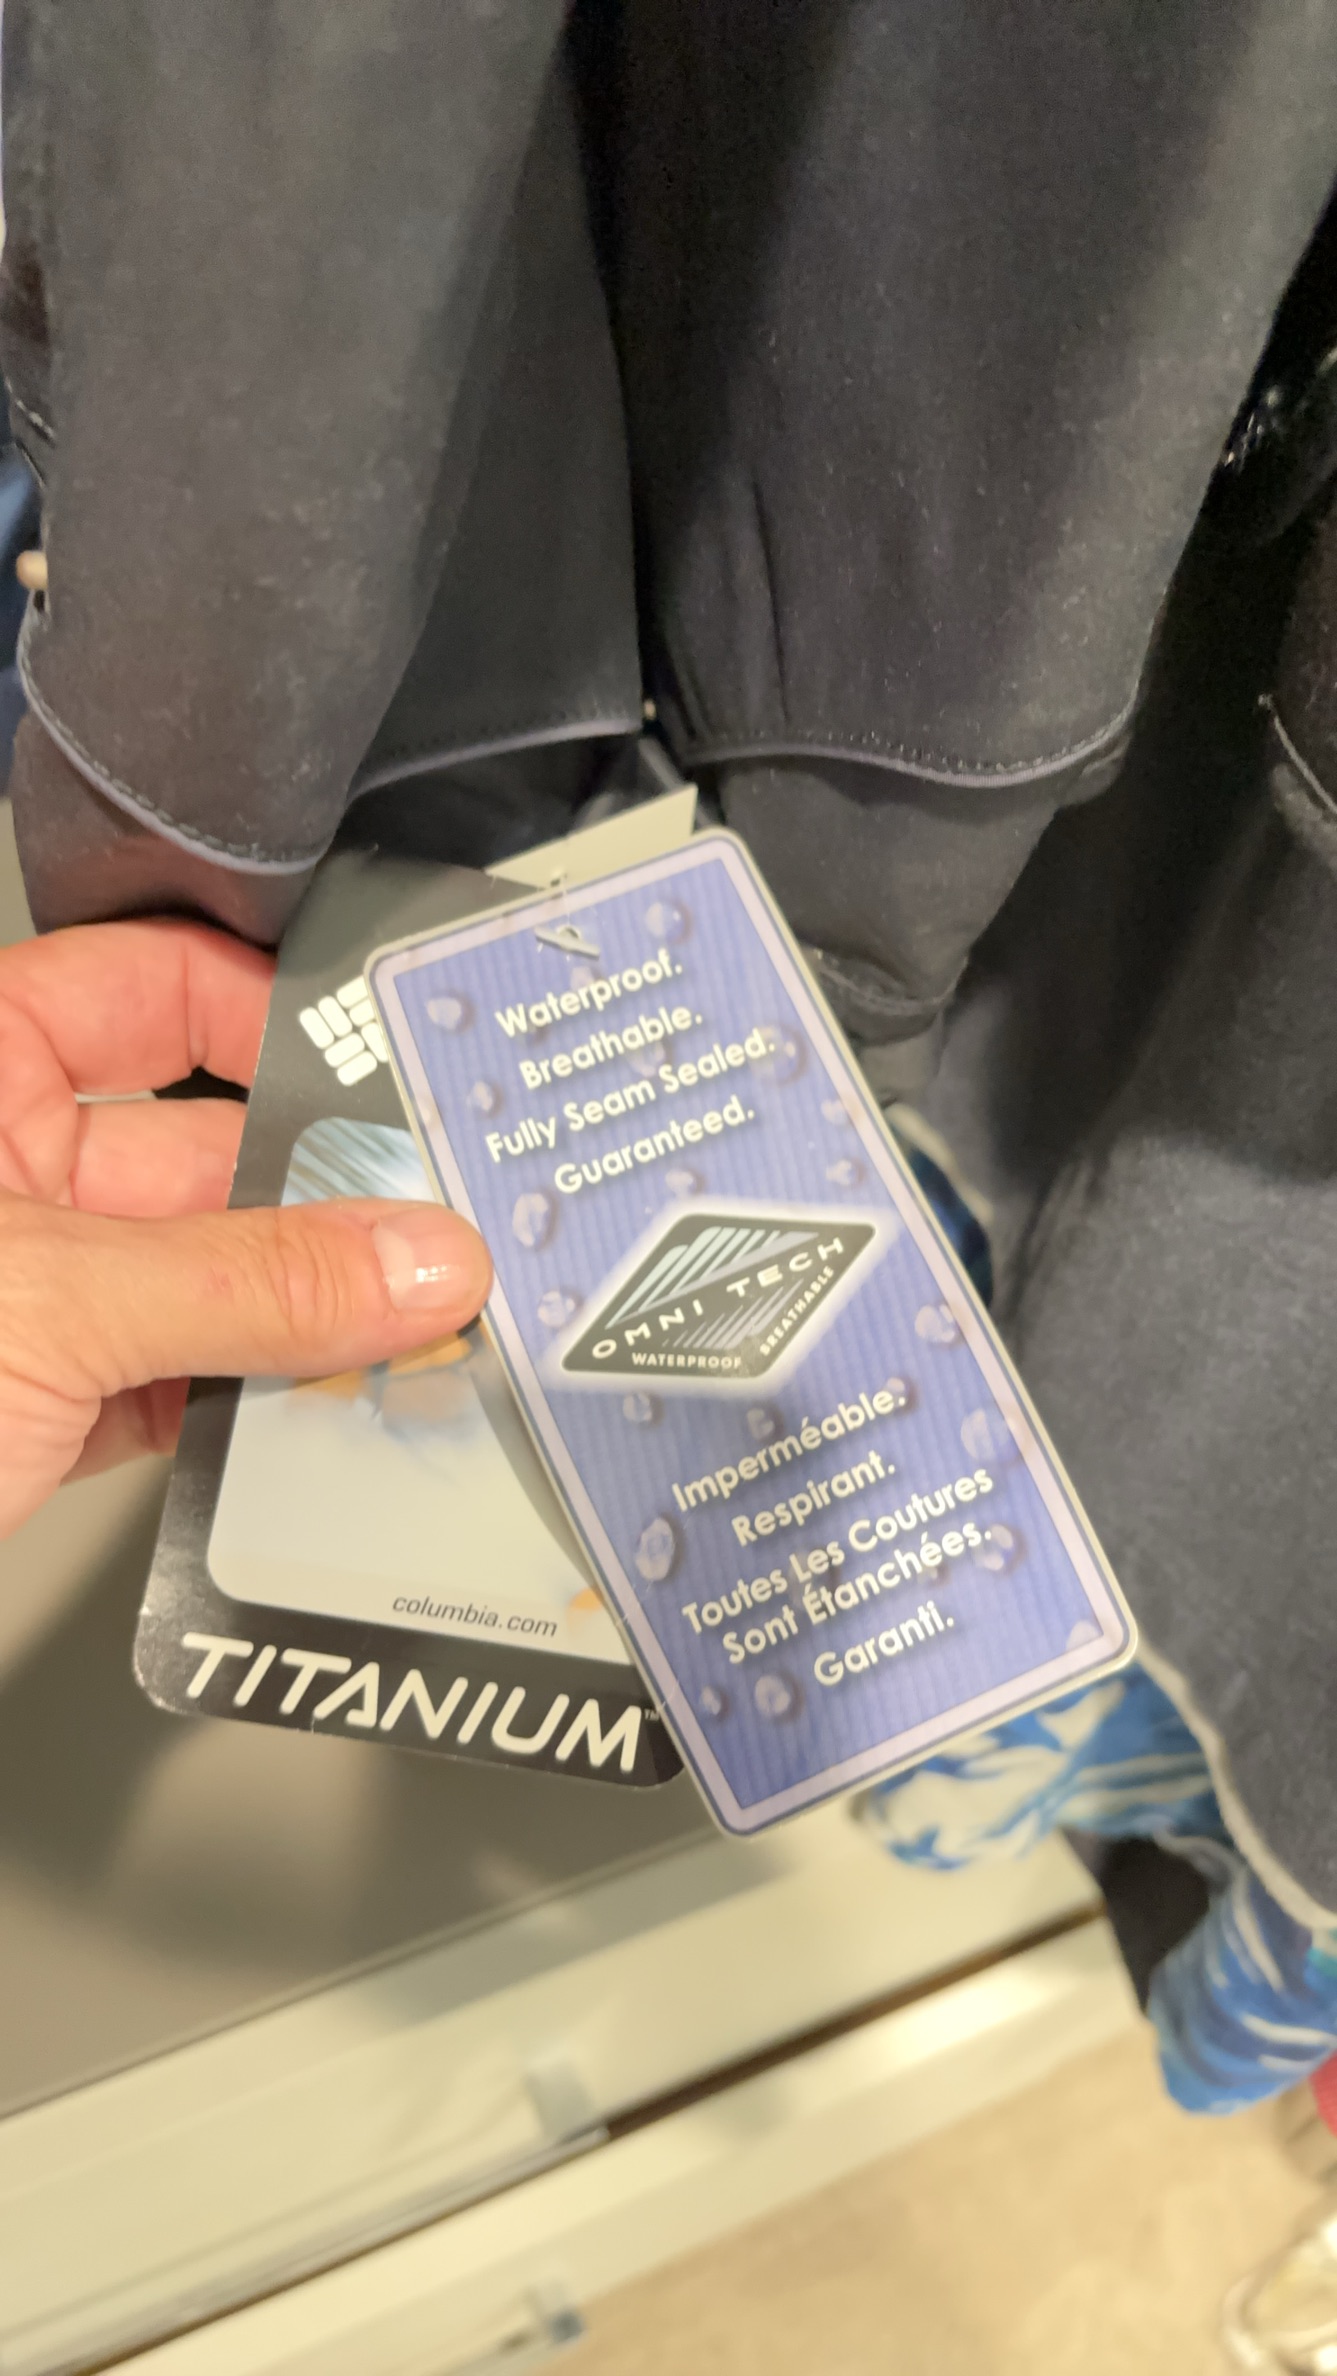 Waterproof.
Breathable.
Fully Seam Sealed.
Guaranteed.
OMNI TECH
WATERPROOF BREATHABLE
Imperméable.
Respirant.
Toutes Les Coutures
Sont Étanchées.
Garanti.
columbia.com
TITANIUM™